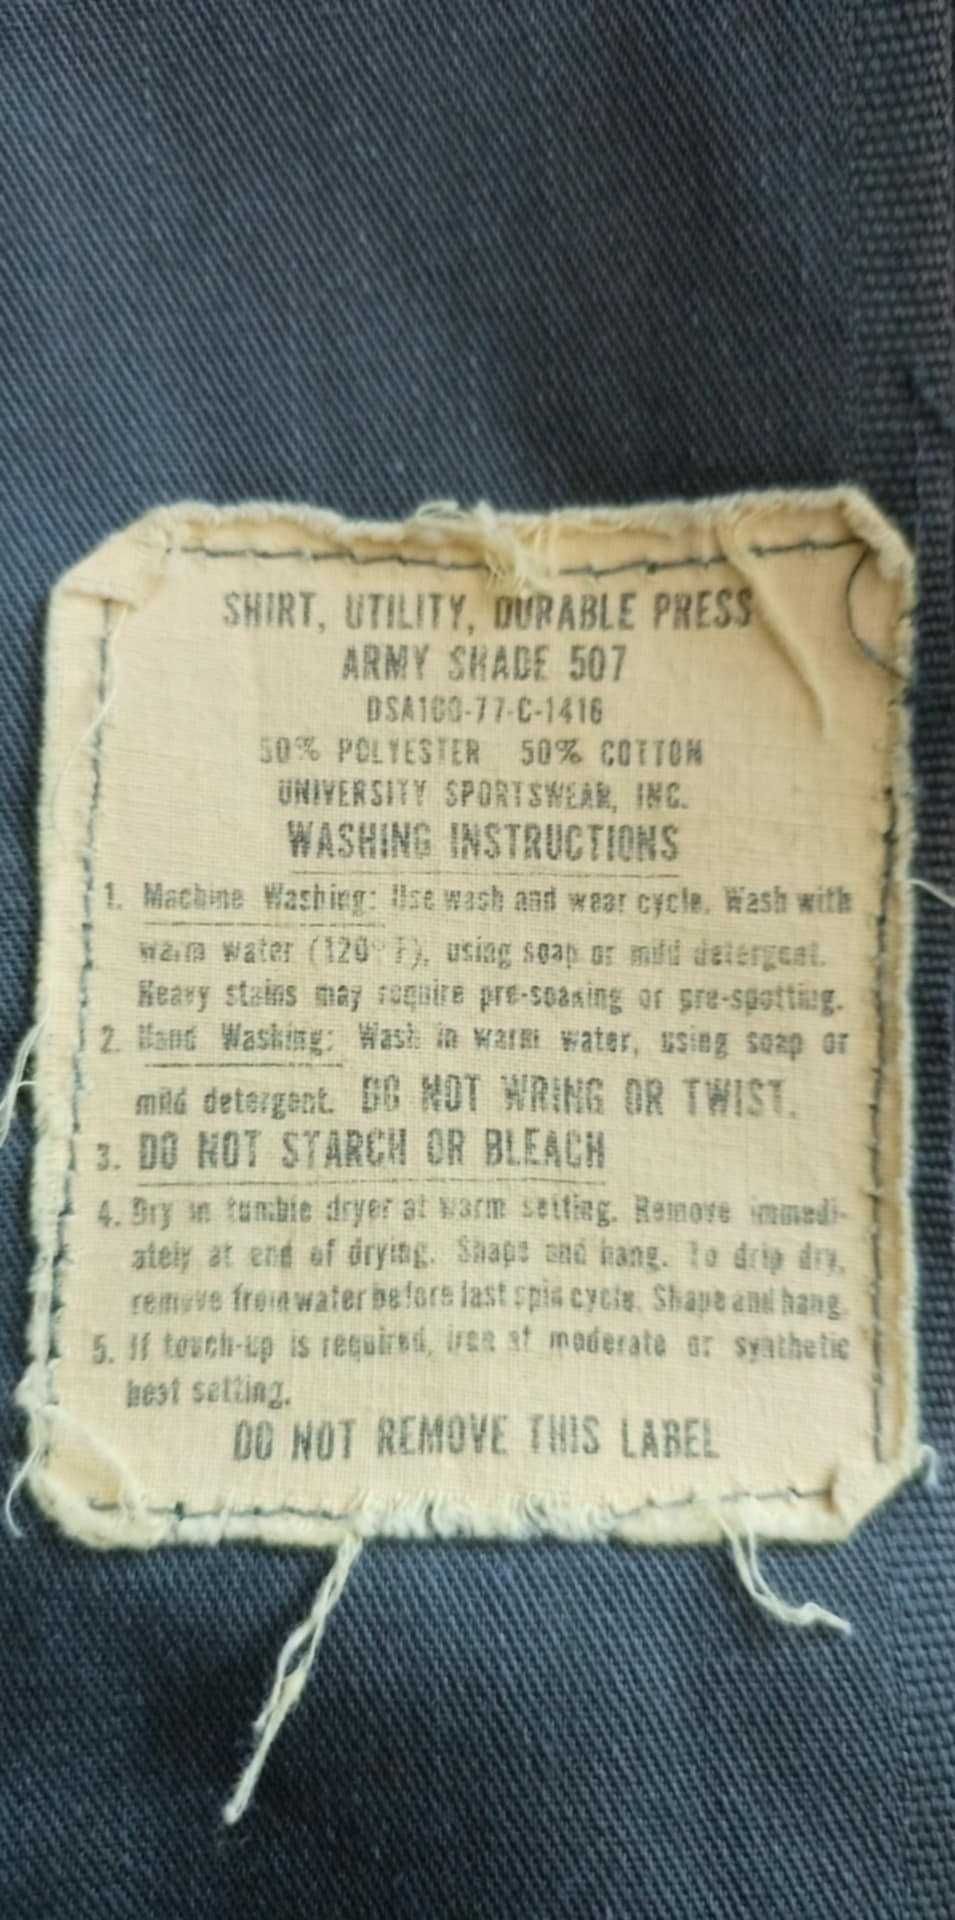 SHIRT, UTILITY, DURABLE PRESS
ARMY SHADE 507
DSA100-77-C-1416
50% POLYESTER 50% COTTON
UNIVERSITY SPORTSWEAR, INC.
WASHING INSTRUCTIONS
1. Machine Washing: Use wash and wear cycle. Wash with
warm water (120° F), using soap or mild detergent.
Heavy stains may require pre-soaking or pre-spotting.
2. Hand Washing: Wash in warm water, using soap or
mild detergent. DO NOT WRING OR TWIST.
3. DO NOT STARCH OR BLEACH
4. Dry in tumble dryer at warm setting. Remove immedi-
ately at end of drying. Shape and hang. To drip dry,
remove from water before last spin cycle. Shape and hang.
5. If touch-up is required, iron at moderate or synthetic
heat setting.
DO NOT REMOVE THIS LABEL